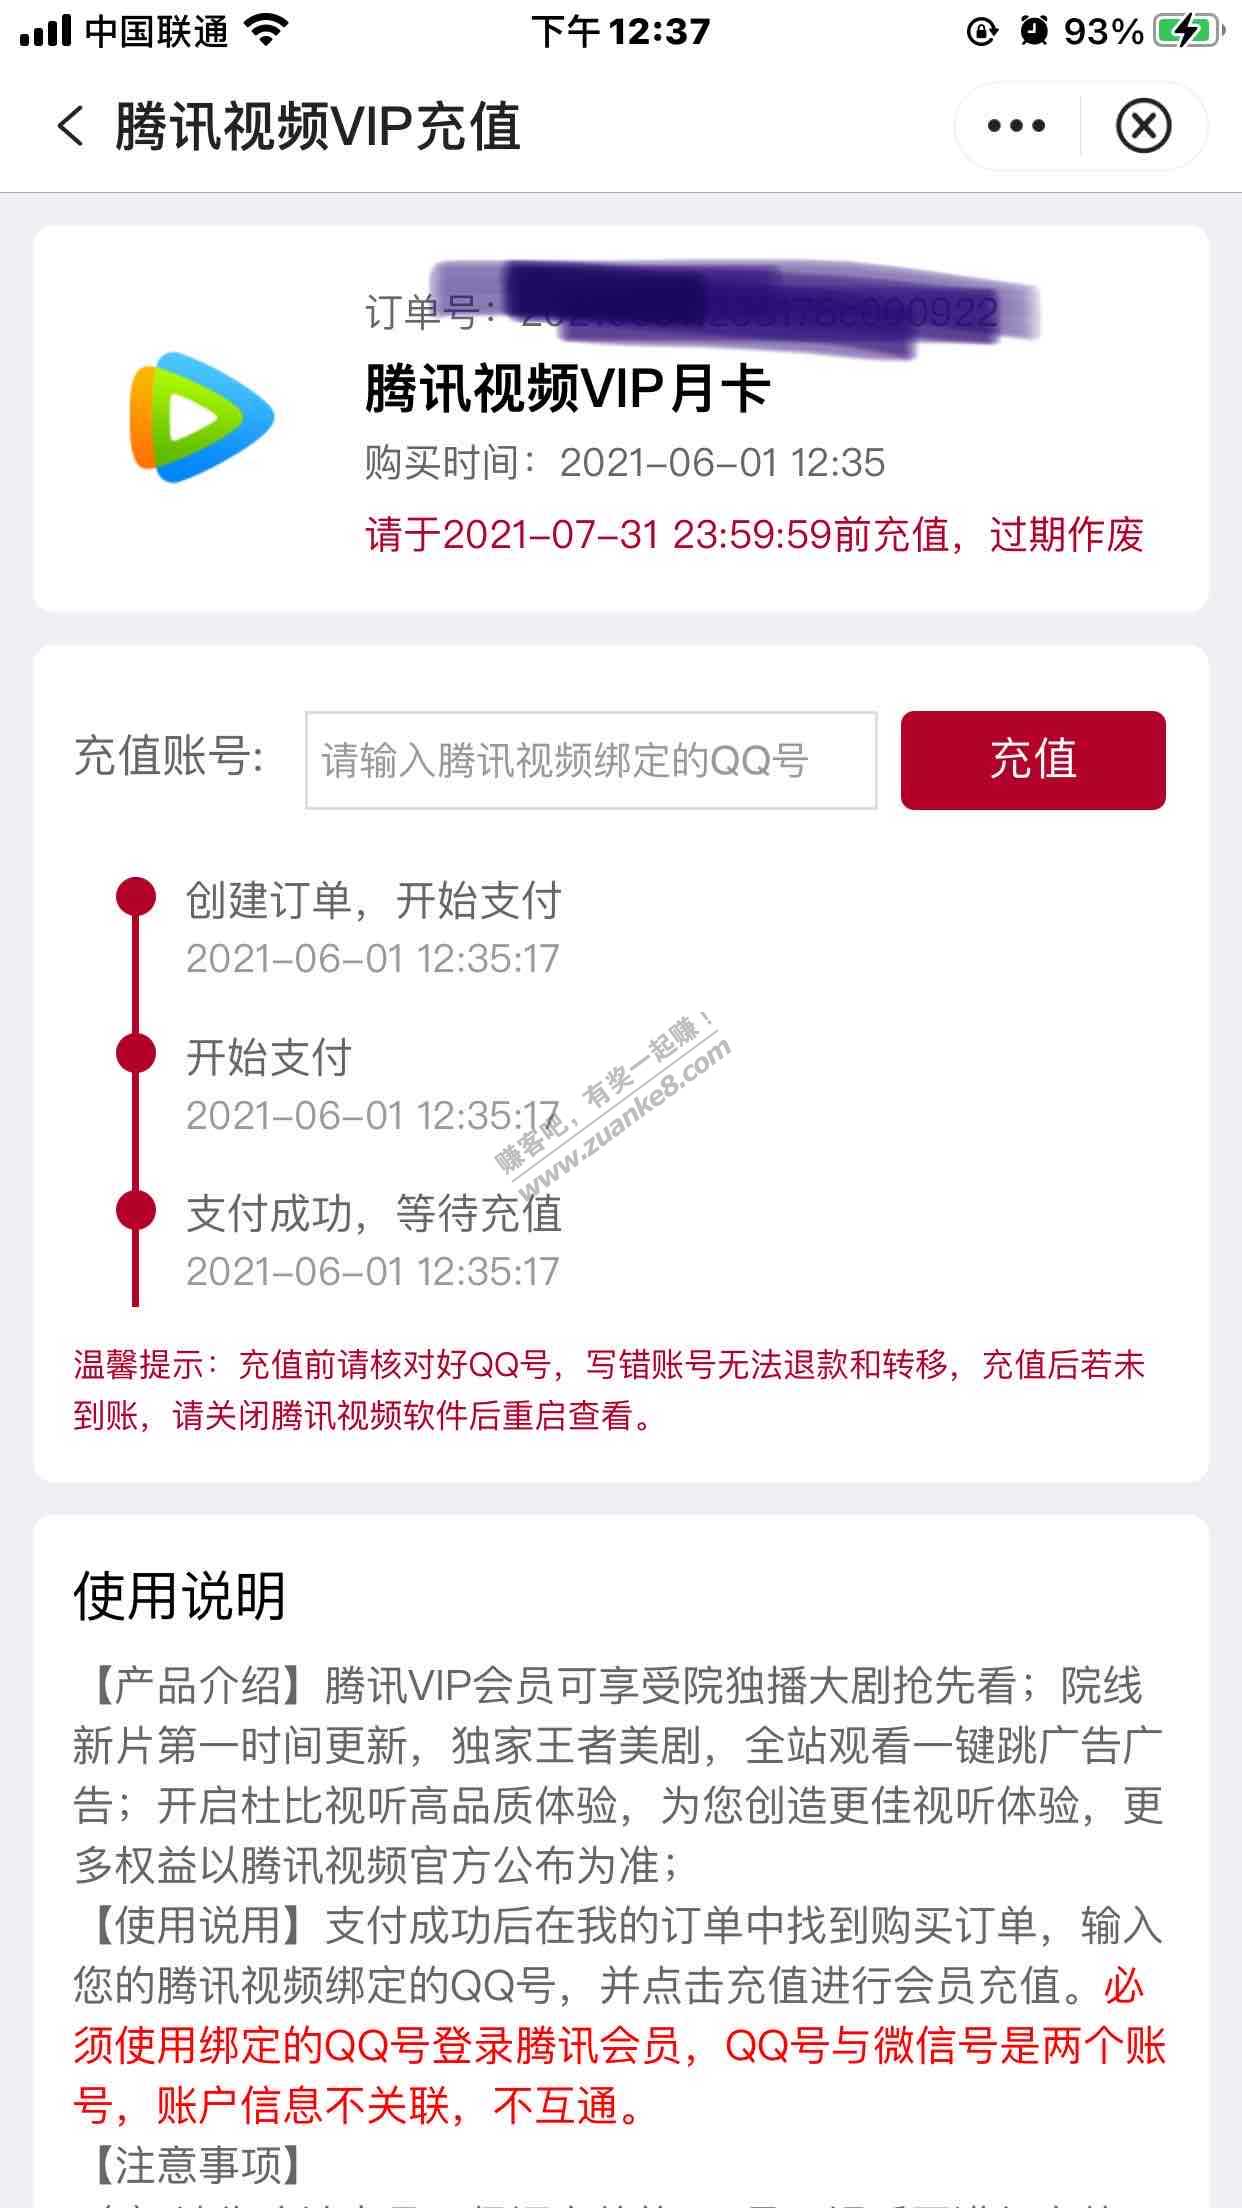 中国联通
下午 12:37
93%
腾讯视频VIP充值
订单号：
腾讯视频VIP月卡
购买时间：2021-06-01 12:35
请于2021-07-31 23:59:59前充值，过期作废
充值账号:
请输入腾讯视频绑定的QQ号
充值
创建订单，开始支付
2021-06-01 12:35:17
开始支付
2021-06-01 12:35:17
支付成功，等待充值
2021-06-01 12:35:17
赚客吧，有奖一起赚！
www.zuanke8.com
温馨提示：充值前请核对好QQ号，写错账号无法退款和转移，充值后若未
到账，请关闭腾讯视频软件后重启查看。
使用说明
【产品介绍】腾讯VIP会员可享受院独播大剧抢先看；院线
新片第一时间更新，独家王者美剧，全站观看一键跳广告广
告；开启杜比视听高品质体验，为您创造更佳视听体验，更
多权益以腾讯视频官方公布为准；
【使用说用】支付成功后在我的订单中找到购买订单，输入
您的腾讯视频绑定的QQ号，并点击充值进行会员充值。必
须使用绑定的QQ号登录腾讯会员，QQ号与微信号是两个账
号，账户信息不关联，不互通。
【注意事项】